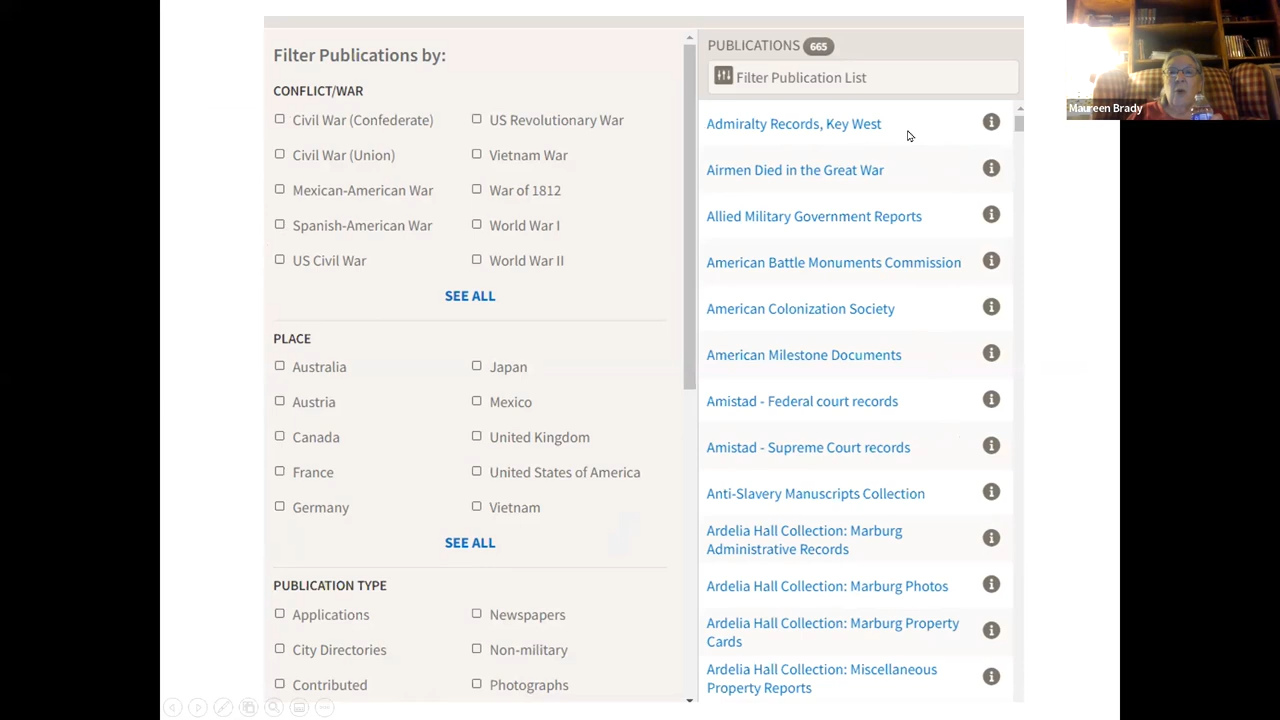 Filter Publications by:
CONFLICT/WAR
Civil War (Confederate)
US Revolutionary War
Civil War (Union)
Vietnam War
Mexican-American War
War of 1812
Spanish-American War
World War I
US Civil War
World War II
SEE ALL
PLACE
Australia
Japan
Austria
Mexico
Canada
United Kingdom
France
United States of America
Germany
Vietnam
SEE ALL
PUBLICATION TYPE
Applications
Newspapers
City Directories
Non-military
Contributed
Photographs
PUBLICATIONS 665
Filter Publication List
Admiralty Records, Key West
Airmen Died in the Great War
Allied Military Government Reports
American Battle Monuments Commission
American Colonization Society
American Milestone Documents
Amistad - Federal court records
Amistad - Supreme Court records
Anti-Slavery Manuscripts Collection
Ardelia Hall Collection: Marburg
Administrative Records
Ardelia Hall Collection: Marburg Photos
Ardelia Hall Collection: Marburg Property
Cards
Ardelia Hall Collection: Miscellaneous
Property Reports
Maureen Brady